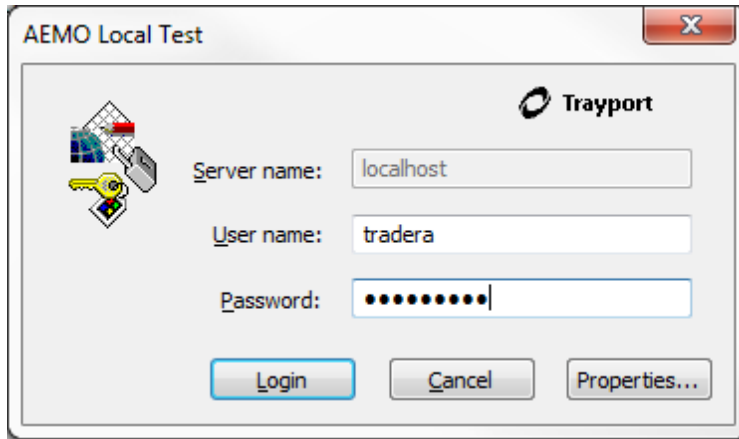 AEMO Local Test
Trayport
Server name: localhost
User name: tradera
Password: •••••••••
Login Cancel Properties...